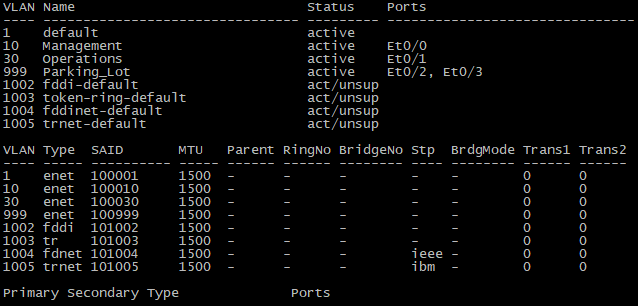 VLAN Name                             Status    Ports
---- -------------------------------- --------- -------------------------------
1    default                          active
10   Management                       active    Et0/0
30   Operations                       active    Et0/1
999  Parking_Lot                      active    Et0/2, Et0/3
1002 fddi-default                     act/unsup
1003 token-ring-default               act/unsup
1004 fddinet-default                  act/unsup
1005 trnet-default                    act/unsup
VLAN Type  SAID       MTU   Parent RingNo BridgeNo Stp  BrdgMode Trans1 Trans2
---- ----- ---------- ----- ------ ------ -------- ---- -------- ------ ------
1    enet  100001     1500  -      -      -        -    -        0      0
10   enet  100010     1500  -      -      -        -    -        0      0
30   enet  100030     1500  -      -      -        -    -        0      0
999  enet  100999     1500  -      -      -        -    -        0      0
1002 fddi  101002     1500  -      -      -        -    -        0      0
1003 tr    101003     1500  -      -      -        -    -        0      0
1004 fdnet 101004     1500  -      -      -        ieee -        0      0
1005 trnet 101005     1500  -      -      -        ibm  -        0      0
Primary Secondary Type              Ports